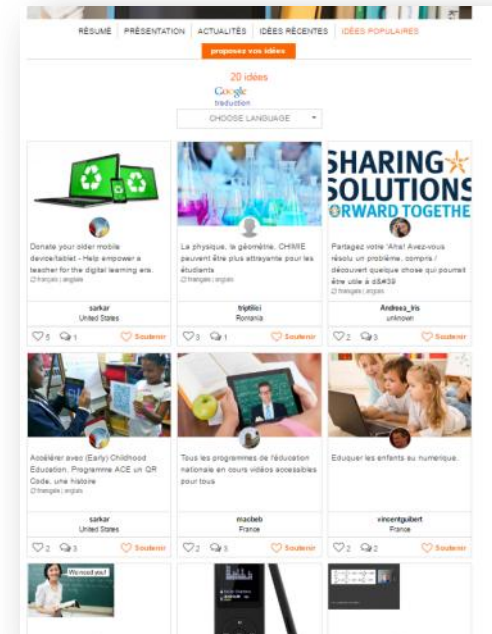 RÉSUMÉ PRÉSENTATION ACTUALITÉS IDÉES RÉCENTES IDÉES POPULAIRES
proposez vos idées
20 idées
Google
traduction
CHOOSE LANGUAGE
SHARING
SOLUTIONS
FORWARD TOGETHE
Donate your older mobile
device/tablet - Help empower a
teacher for the digital learning era.
français | anglais
sarkar
United States
5 1 Soutenir
La physique, la géométrie, CHIMIE
peuvent être plus attrayante pour les
étudiants
français | anglais
triptilici
Romania
3 1 Soutenir
Partagez votre 'Aha! Avez-vous
résolu un problème, compris /
découvert quelque chose qui pourrait
être utile à d&#39
français | anglais
Andreea_Iris
unknown
2 3 Soutenir
Accélérer avec (Early) Childhood
Education. Programme ACE un QR
Code, une histoire
français | anglais
sarkar
United States
2 3 Soutenir
Tous les programmes de l'éducation
nationale en cours vidéos accessibles
pour tous
macbeb
France
2 3 Soutenir
Eduquer les enfants au numerique.
vincentguibert
France
2 2 Soutenir
We need you!